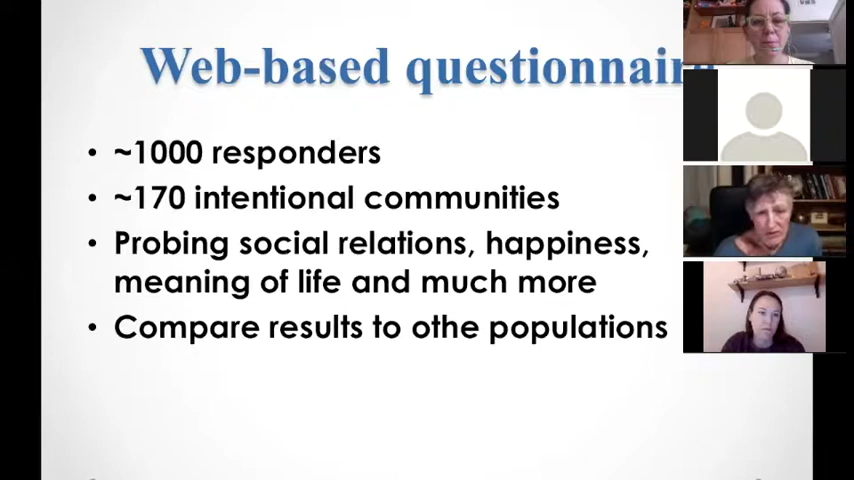 Web-based questionnair
• ~1000 responders
• ~170 intentional communities
• Probing social relations, happiness,
meaning of life and much more
• Compare results to othe populations